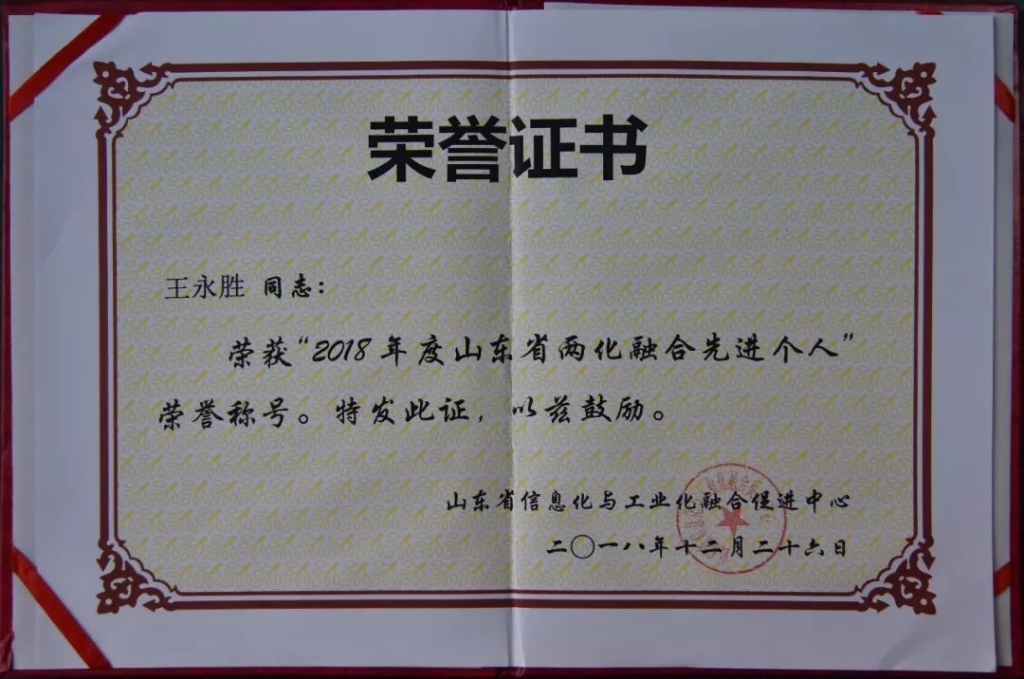 荣誉证书
王永胜 同志：
荣获“2018年度山东省两化融合先进个人”
荣誉称号。特发此证，以兹鼓励。
山东省信息化与工业化融合促进中心
二〇一八年十二月二十六日